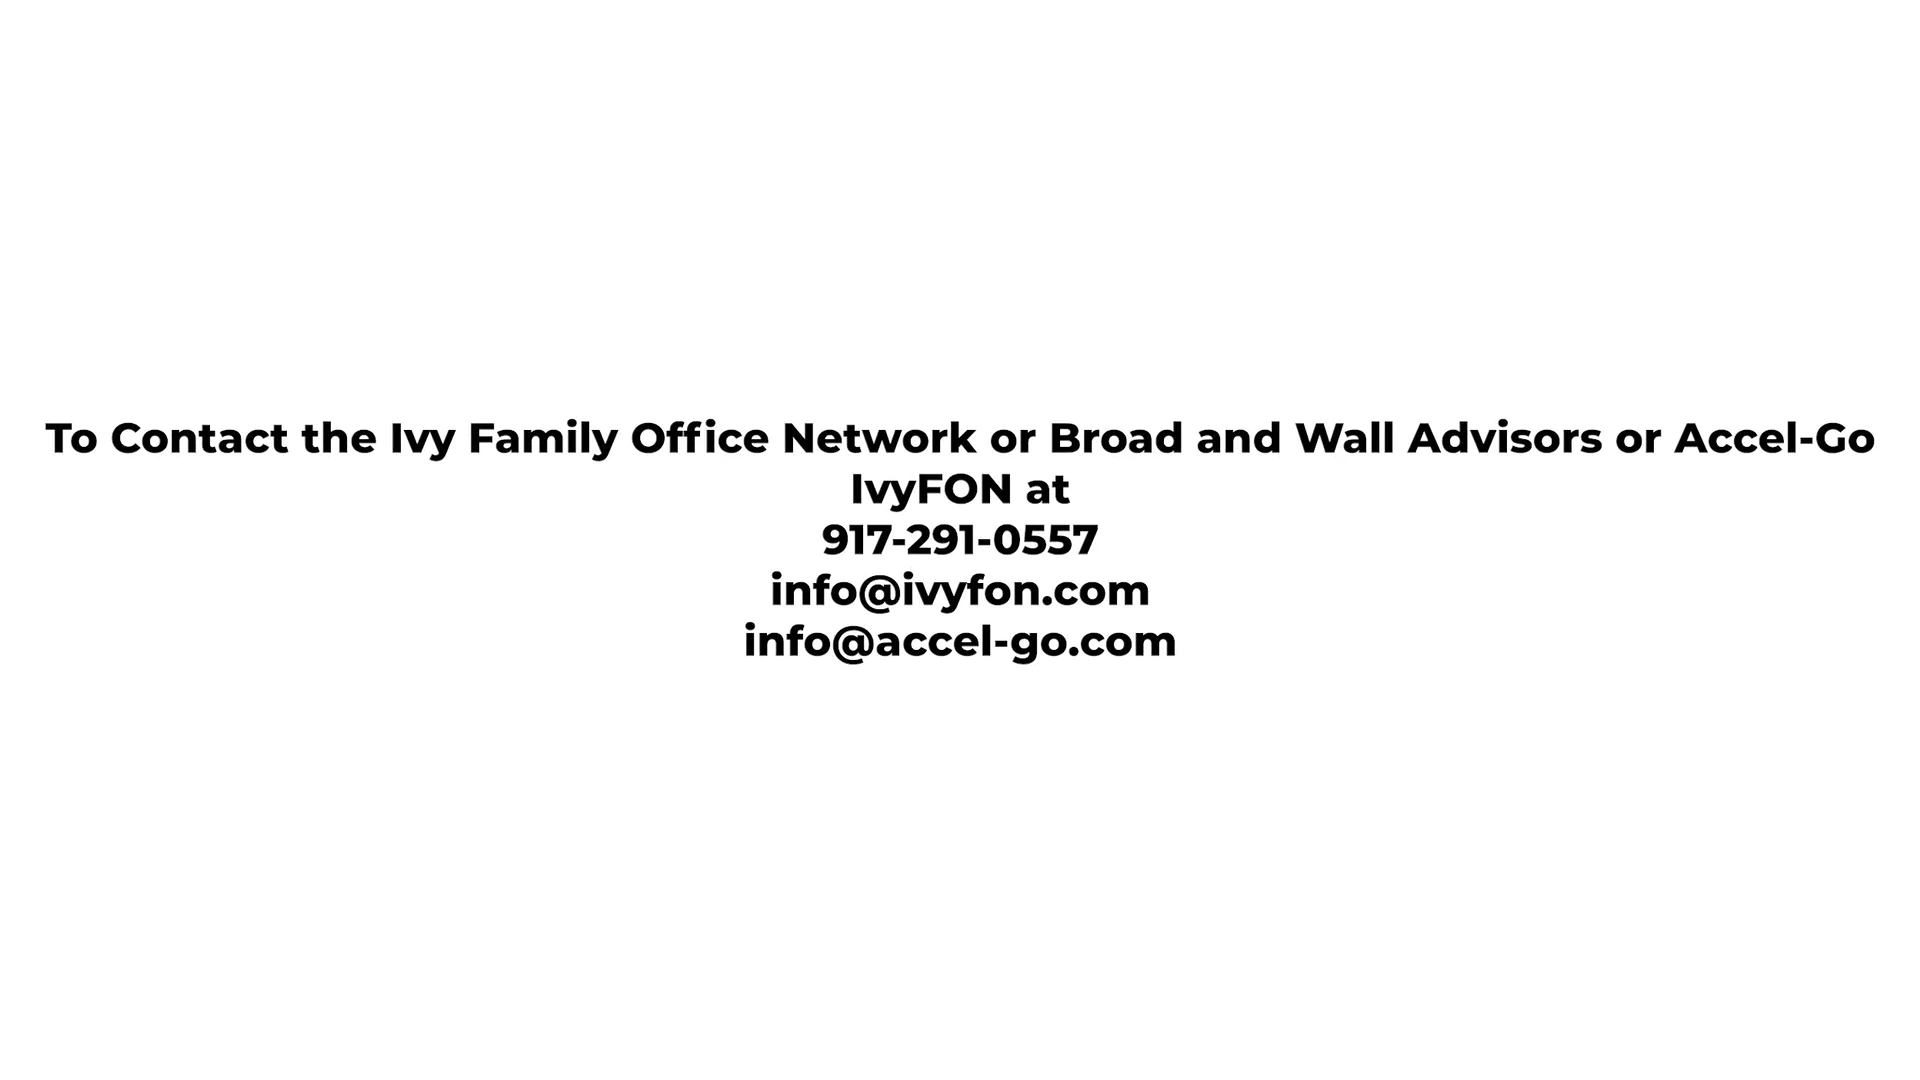 To Contact the Ivy Family Office Network or Broad and Wall Advisors or Accel-Go
IvyFON at
917-291-0557
info@ivyfon.com
info@accel-go.com